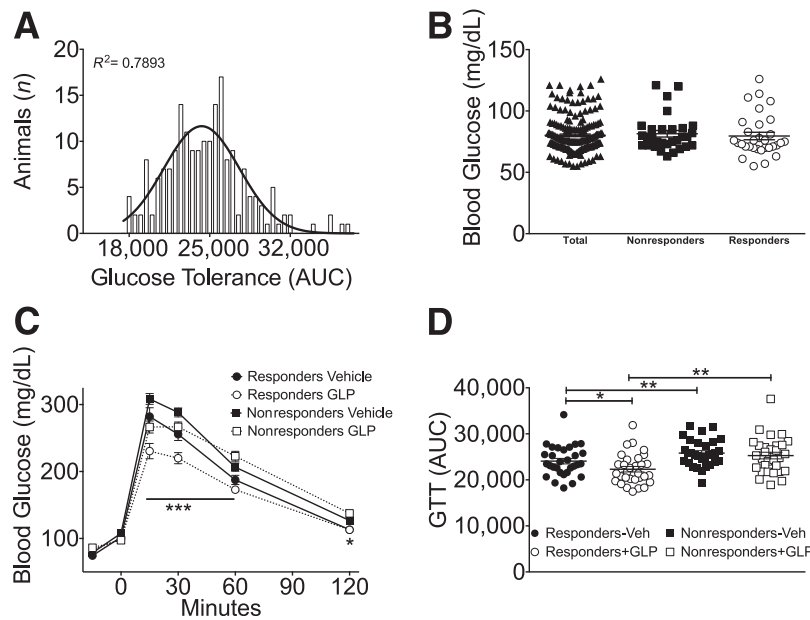 A
R²= 0.7893
Animals (n)
20
15
10
5
0
18,000 25,000 32,000
Glucose Tolerance (AUC)
B
Blood Glucose (mg/dL)
150
100
50
0
Total Nonresponders Responders
C
Blood Glucose (mg/dL)
300
200
100
Responders Vehicle
Responders GLP
Nonresponders Vehicle
Nonresponders GLP
***
*
0 30 60 90 120
Minutes
D
GTT (AUC)
40,000
30,000
20,000
10,000
0
**
**
*
Responders-Veh Nonresponders-Veh
Responders+GLP Nonresponders+GLP